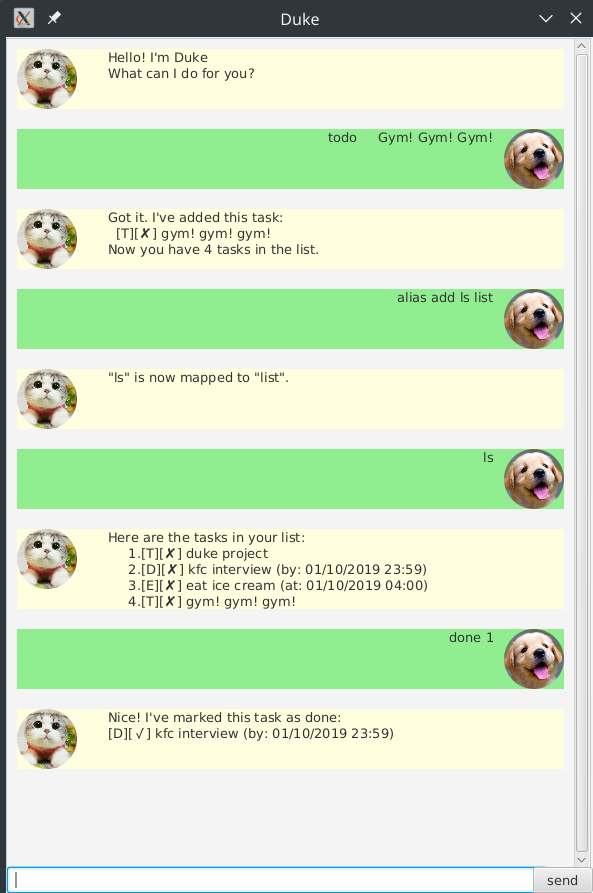 Duke
Hello! I'm Duke
What can I do for you?
todo     Gym! Gym! Gym!
Got it. I've added this task:
  [T][✘] gym! gym! gym!
Now you have 4 tasks in the list.
alias add ls list
"ls" is now mapped to "list".
ls
Here are the tasks in your list:
     1.[T][✘] duke project
     2.[D][✘] kfc interview (by: 01/10/2019 23:59)
     3.[E][✘] eat ice cream (at: 01/10/2019 04:00)
     4.[T][✘] gym! gym! gym!
done 1
Nice! I've marked this task as done:
[D][√] kfc interview (by: 01/10/2019 23:59)
send